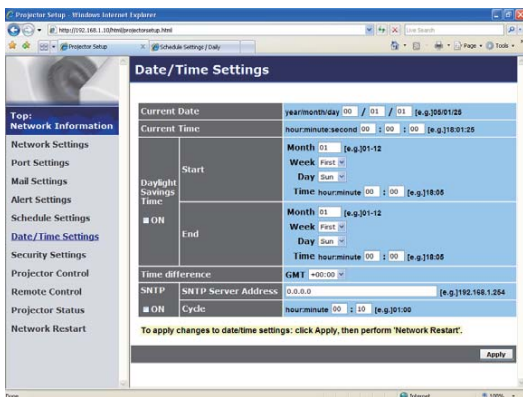 Projector Setup - Windows Internet Explorer
http://192.168.1.10/html/projectorsetup.html
Live Search
Projector Setup
Schedule Settings / Daily
Page
Tools
Date/Time Settings
Top:
Network Information
Network Settings
Port Settings
Mail Settings
Alert Settings
Schedule Settings
Date/Time Settings
Security Settings
Projector Control
Remote Control
Projector Status
Network Restart
Current Date year/month/day 00 / 01 / 01 [e.g.]05/01/25
Current Time hour:minute:second 00 : 00 : 00 [e.g.]18:01:25
Daylight Savings Time
ON
Start
Month 01 [e.g.]01-12
Week First
Day Sun
Time hour:minute 00 : 00 [e.g.]18:05
End
Month 01 [e.g.]01-12
Week First
Day Sun
Time hour:minute 00 : 00 [e.g.]18:05
Time difference GMT +00:00
SNTP
ON
SNTP Server Address 0.0.0.0 [e.g.]192.168.1.254
Cycle hour:minute 00 : 10 [e.g.]01:00
To apply changes to date/time settings: click Apply, then perform 'Network Restart'.
Apply
Done
Internet
100%